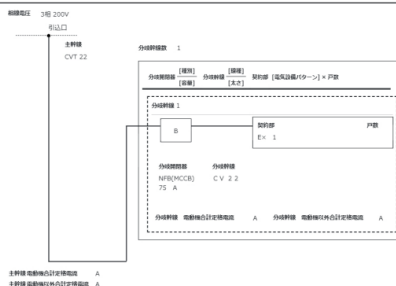 幹線電圧 3相 200V
引込口
主幹線
CVT 22
分岐幹線数 1
分岐開閉器 [種別] [容量] 分岐幹線 [線種] [太さ] 契約部 [電気設備パターン] × 戸数
分岐幹線 1
B
契約部 戸数
E× 1
分岐開閉器 分岐幹線
NFB(MCCB) CV 22
75 A
分岐幹線 電動機合計定格電流 A 分岐幹線 電動機以外合計定格電流 A
主幹線 電動機合計定格電流 A
主幹線 電動機以外合計定格電流 A